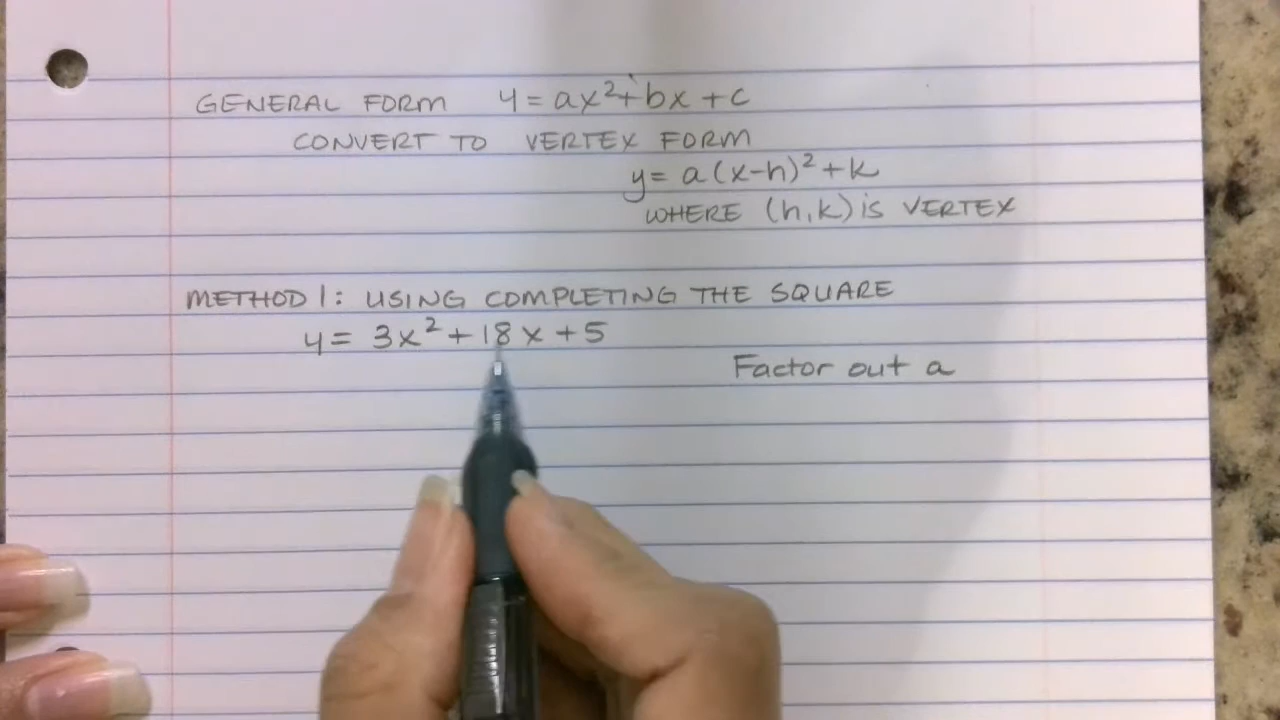 GENERAL FORM y = ax²+bx+c
CONVERT TO VERTEX FORM
y = a(x-h)²+k
WHERE (h,k) is VERTEX
METHOD 1: USING COMPLETING THE SQUARE
y = 3x²+18x+5
Factor out a